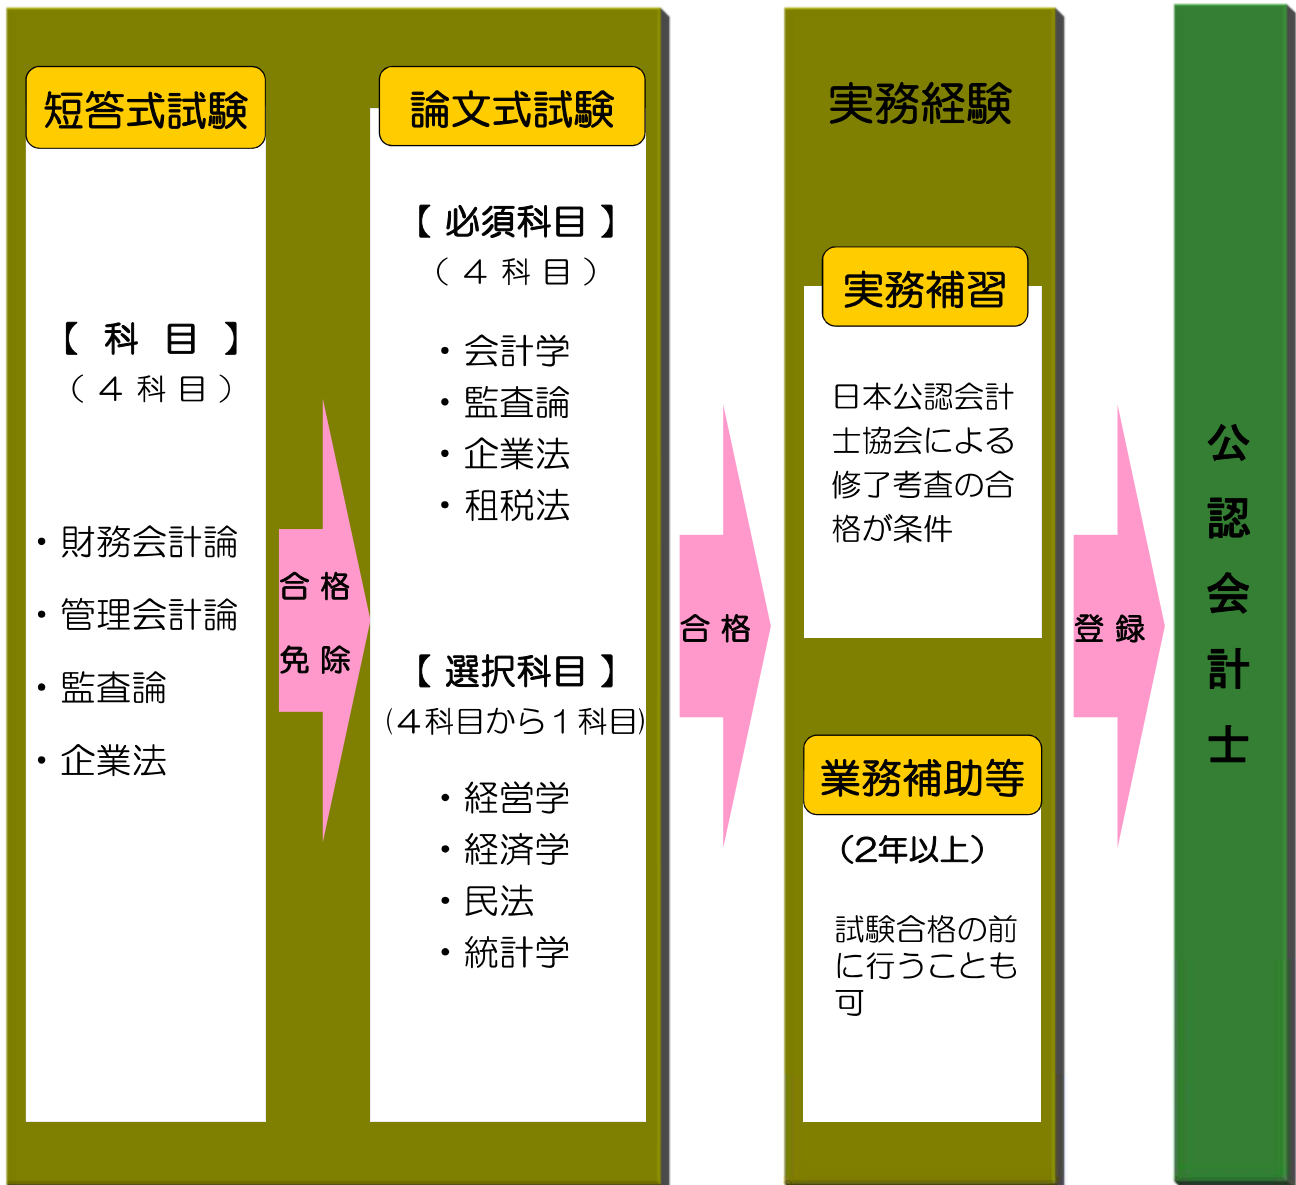 短答式試験
【 科 目 】
（ ４ 科 目 ）
・財務会計論
・管理会計論
・監査論
・企業法
合 格
免 除
論文式試験
【 必須科目 】
（ ４ 科 目 ）
・会計学
・監査論
・企業法
・租税法
【 選択科目 】
(４科目から１科目)
・経営学
・経済学
・民法
・統計学
合 格
実務経験
実務補習
日本公認会計
士協会による
修了考査の合
格が条件
業務補助等
（2年以上）
試験合格の前
に行うことも
可
登 録
公認会計士